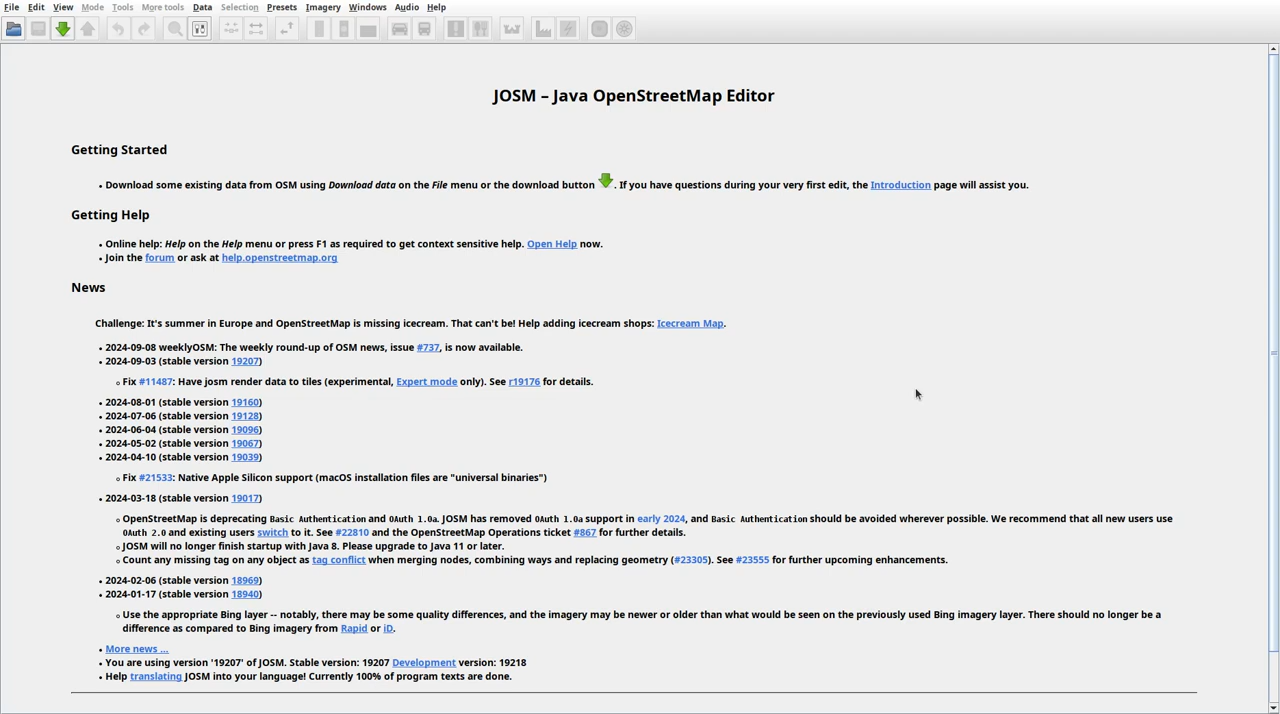 File Edit View Mode Tools More tools Data Selection Presets Imagery Windows Audio Help
JOSM – Java OpenStreetMap Editor
Getting Started
• Download some existing data from OSM using Download data on the File menu or the download button . If you have questions during your very first edit, the Introduction page will assist you.
Getting Help
• Online help: Help on the Help menu or press F1 as required to get context sensitive help. Open Help now.
• Join the forum or ask at help.openstreetmap.org
News
Challenge: It's summer in Europe and OpenStreetMap is missing icecream. That can't be! Help adding icecream shops: Icecream Map.
• 2024-09-08 weeklyOSM: The weekly round-up of OSM news, issue #737, is now available.
• 2024-09-03 (stable version 19207)
◦ Fix #11487: Have josm render data to tiles (experimental, Expert mode only). See r19176 for details.
• 2024-08-01 (stable version 19160)
• 2024-07-06 (stable version 19128)
• 2024-06-04 (stable version 19096)
• 2024-05-02 (stable version 19067)
• 2024-04-10 (stable version 19039)
◦ Fix #21533: Native Apple Silicon support (macOS installation files are "universal binaries")
• 2024-03-18 (stable version 19017)
◦ OpenStreetMap is deprecating Basic Authentication and OAuth 1.0a. JOSM has removed OAuth 1.0a support in early 2024, and Basic Authentication should be avoided wherever possible. We recommend that all new users use
OAuth 2.0 and existing users switch to it. See #22810 and the OpenStreetMap Operations ticket #867 for further details.
◦ JOSM will no longer finish startup with Java 8. Please upgrade to Java 11 or later.
◦ Count any missing tag on any object as tag conflict when merging nodes, combining ways and replacing geometry (#23305). See #23555 for further upcoming enhancements.
• 2024-02-06 (stable version 18969)
• 2024-01-17 (stable version 18940)
◦ Use the appropriate Bing layer -- notably, there may be some quality differences, and the imagery may be newer or older than what would be seen on the previously used Bing imagery layer. There should no longer be a
difference as compared to Bing imagery from Rapid or iD.
• More news ...
• You are using version '19207' of JOSM. Stable version: 19207 Development version: 19218
• Help translating JOSM into your language! Currently 100% of program texts are done.